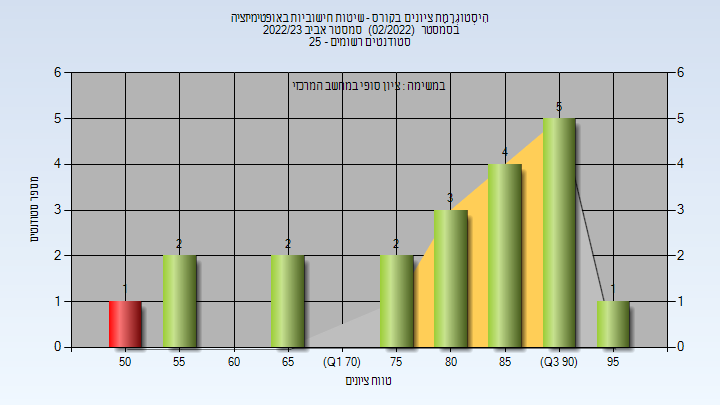 היסטוגרמת ציונים בקורס - שיטות חישוביות באופטימיזציה
בסמסטר (02/2022) סמסטר אביב 2022/23
סטודנטים רשומים - 25
במשימה : ציון סופי במחשב המרכזי
6 6
5 5
4 4
3 3
2 2
1 1
0 0
1 2 2 2 3 4 5 1
מספר סטודנטים
50 55 60 65 (Q1 70) 75 80 85 (Q3 90) 95
טווח ציונים